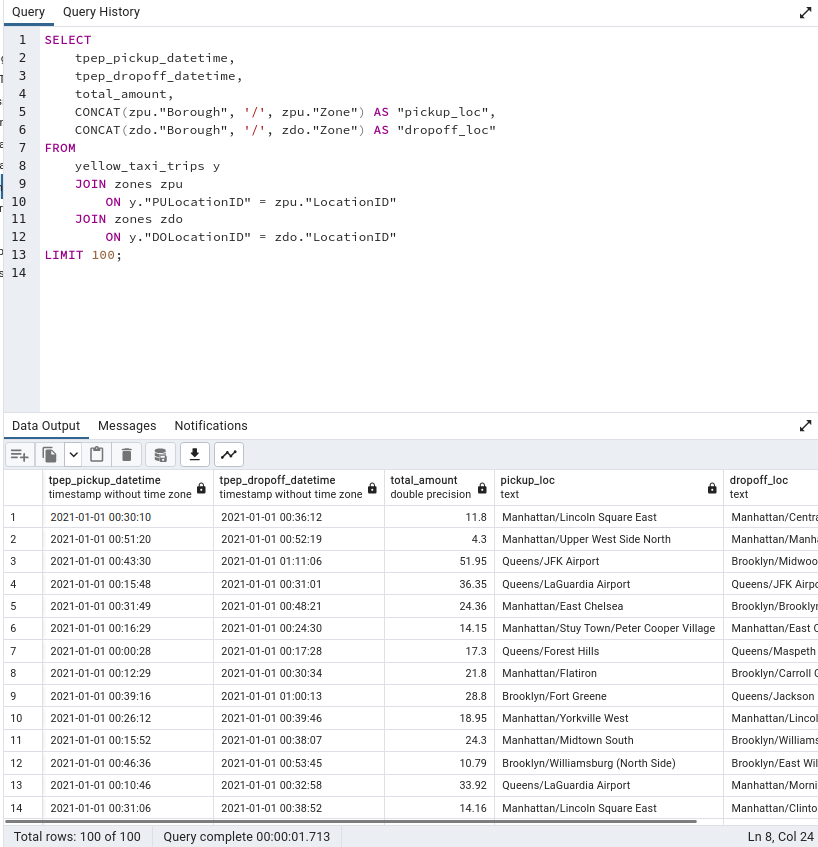 Query Query History
1 SELECT
2 tpep_pickup_datetime,
3 tpep_dropoff_datetime,
4 total_amount,
5 CONCAT(zpu."Borough", '/', zpu."Zone") AS "pickup_loc",
6 CONCAT(zdo."Borough", '/', zdo."Zone") AS "dropoff_loc"
7 FROM
8 yellow_taxi_trips y
9 JOIN zones zpu
10 ON y."PULocationID" = zpu."LocationID"
11 JOIN zones zdo
12 ON y."DOLocationID" = zdo."LocationID"
13 LIMIT 100;
14
Data Output Messages Notifications
tpep_pickup_datetime tpep_dropoff_datetime total_amount pickup_loc dropoff_loc
timestamp without time zone timestamp without time zone double precision text text
1 2021-01-01 00:30:10 2021-01-01 00:36:12 11.8 Manhattan/Lincoln Square East Manhattan/Centra
2 2021-01-01 00:51:20 2021-01-01 00:52:19 4.3 Manhattan/Upper West Side North Manhattan/Manha
3 2021-01-01 00:43:30 2021-01-01 01:11:06 51.95 Queens/JFK Airport Brooklyn/Midwoo
4 2021-01-01 00:15:48 2021-01-01 00:31:01 36.35 Queens/LaGuardia Airport Queens/JFK Airpo
5 2021-01-01 00:31:49 2021-01-01 00:48:21 24.36 Manhattan/East Chelsea Brooklyn/Brooklyn
6 2021-01-01 00:16:29 2021-01-01 00:24:30 14.15 Manhattan/Stuy Town/Peter Cooper Village Manhattan/East C
7 2021-01-01 00:00:28 2021-01-01 00:17:28 17.3 Queens/Forest Hills Queens/Maspeth
8 2021-01-01 00:12:29 2021-01-01 00:30:34 21.8 Manhattan/Flatiron Brooklyn/Carroll G
9 2021-01-01 00:39:16 2021-01-01 01:00:13 28.8 Brooklyn/Fort Greene Queens/Jackson
10 2021-01-01 00:26:12 2021-01-01 00:39:46 18.95 Manhattan/Yorkville West Manhattan/Lincol
11 2021-01-01 00:15:52 2021-01-01 00:38:07 24.3 Manhattan/Midtown South Brooklyn/Williams
12 2021-01-01 00:46:36 2021-01-01 00:53:45 10.79 Brooklyn/Williamsburg (North Side) Brooklyn/East Wil
13 2021-01-01 00:10:46 2021-01-01 00:32:58 33.92 Queens/LaGuardia Airport Manhattan/Morni
14 2021-01-01 00:31:06 2021-01-01 00:38:52 14.16 Manhattan/Lincoln Square East Manhattan/Clinto
Total rows: 100 of 100 Query complete 00:00:01.713 Ln 8, Col 24